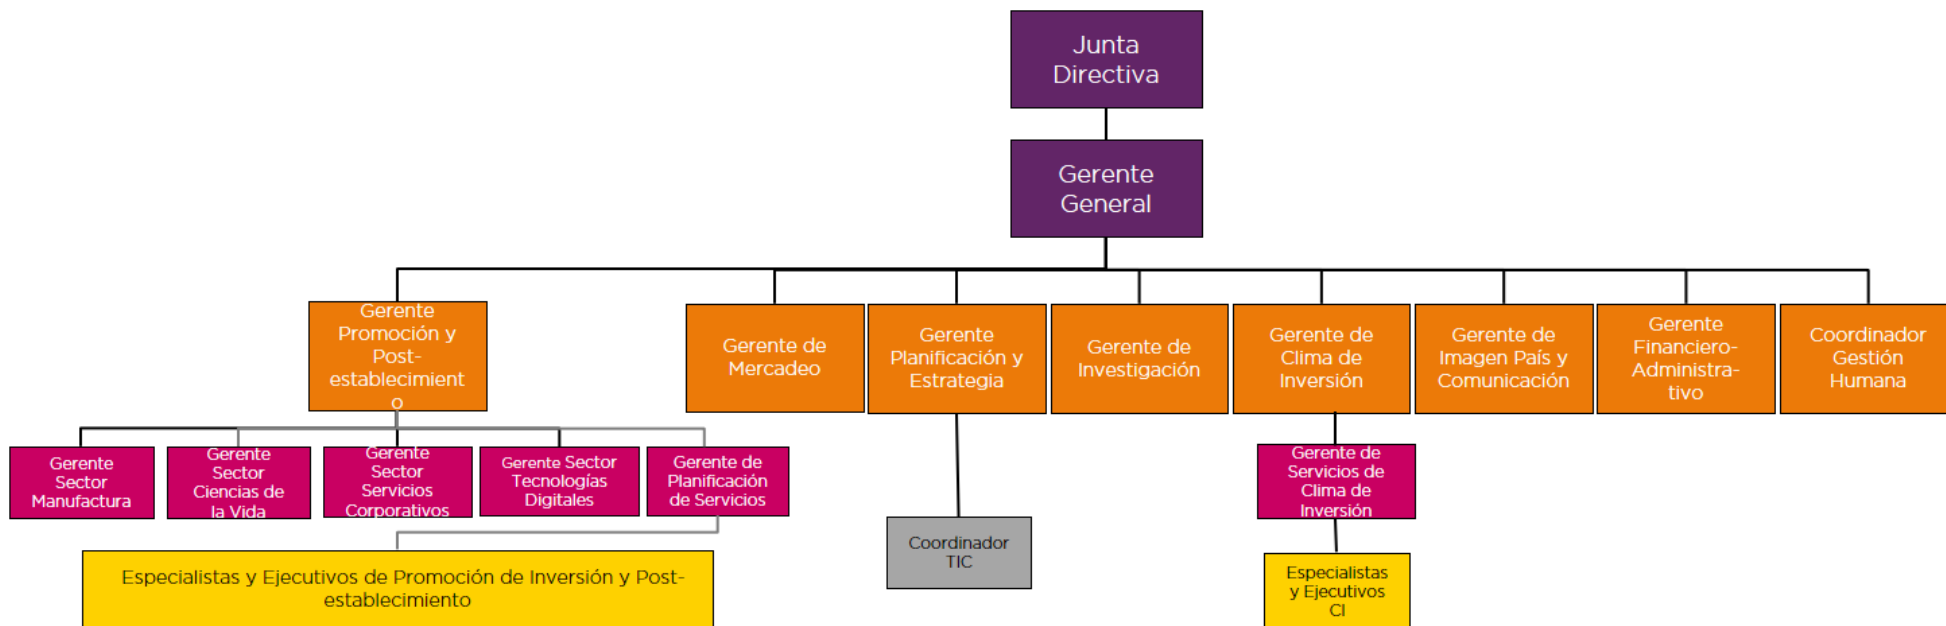 Junta
Directiva
Gerente
General
Gerente
Promoción y
Post-
establecimient
o
Gerente de
Mercadeo
Gerente
Planificación y
Estrategia
Gerente de
Investigación
Gerente de
Clima de
Inversión
Gerente de
Imagen País y
Comunicación
Gerente
Financiero-
Administra-
tivo
Coordinador
Gestión
Humana
Gerente
Sector
Manufactura
Gerente
Sector
Ciencias de
la Vida
Gerente
Sector
Servicios
Corporativos
Gerente Sector
Tecnologías
Digitales
Gerente de
Planificación
de Servicios
Gerente de
Servicios de
Clima de
Inversión
Coordinador
TIC
Especialistas y Ejecutivos de Promoción de Inversión y Post-
establecimiento
Especialistas
y Ejecutivos
CI